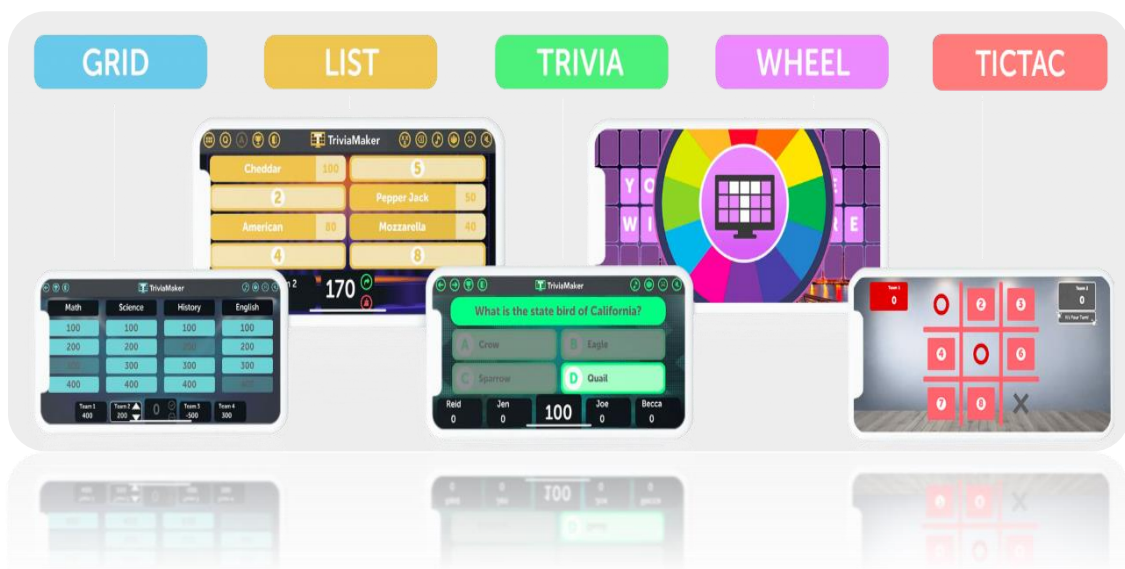 GRID
LIST
TRIVIA
WHEEL
TICTAC
TriviaMaker
Cheddar 100 5
2 Pepper Jack 50
American 80 Mozzarella 40
4 8
170
Y O
W I R E
TriviaMaker
Math Science History English
100 100 100 100
200 200 200 200
300 300 300
400 400 400
Team 1 Team 2 0 Team 3 Team 4
400 200 -500 300
TriviaMaker
What is the state bird of California?
A Crow B Eagle
C Sparrow D Quail
Reid Jen 100 Joe Becca
0 0 0 0
Team 1 Team 2
0 0
It's Your Turn!
2 3
4 6
7 8